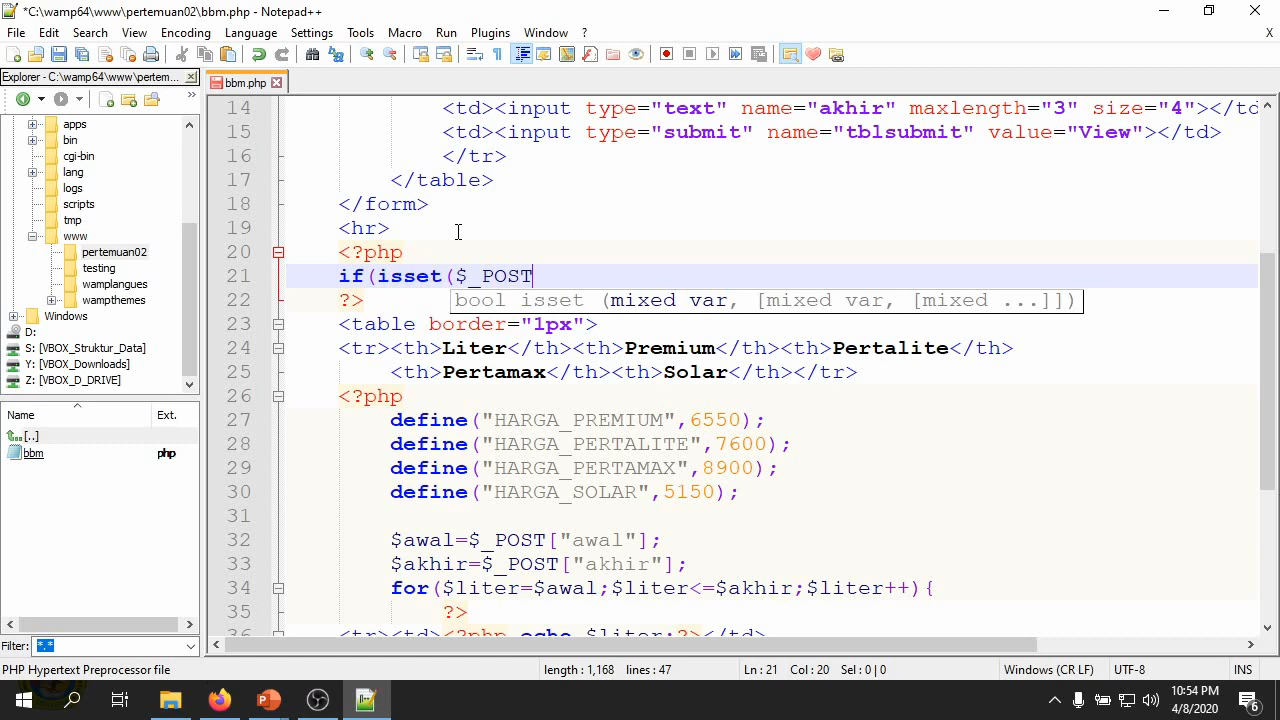 *C:\wamp64\www\pertemuan02\bbm.php - Notepad++
File Edit Search View Encoding Language Settings Tools Macro Run Plugins Window ? X
Explorer - C:\wamp64\www\pertem...
bbm.php
apps
bin
cgi-bin
lang
logs
scripts
tmp
www
pertemuan02
testing
wamplangues
wampthemes
Windows
D:
S: [VBOX_Struktur_Data]
Y: [VBOX_Downloads]
Z: [VBOX_D_DRIVE]
Name Ext.
[..]
bbm php
Filter: *.*
14 <td><input type="text" name="akhir" maxlength="3" size="4"></td
15 <td><input type="submit" name="tblsubmit" value="View"></td>
16 </tr>
17 </table>
18 </form>
19 <hr>
20 <?php
21 if(isset($_POST
22 ?>
bool isset (mixed var, [mixed var, [mixed ...]])
23 <table border="1px">
24 <tr><th>Liter</th><th>Premium</th><th>Pertalite</th>
25 <th>Pertamax</th><th>Solar</th></tr>
26 <?php
27 define("HARGA_PREMIUM",6550);
28 define("HARGA_PERTALITE",7600);
29 define("HARGA_PERTAMAX",8900);
30 define("HARGA_SOLAR",5150);
31
32 $awal=$_POST["awal"];
33 $akhir=$_POST["akhir"];
34 for($liter=$awal;$liter<=$akhir;$liter++){
35 ?>
36 <tr><td><?php echo $liter;?></td>
PHP Hypertext Preprocessor file length : 1,168 lines : 47 Ln : 21 Col : 20 Sel : 0 | 0 Windows (CR LF) UTF-8 INS
10:54 PM
4/8/2020
6